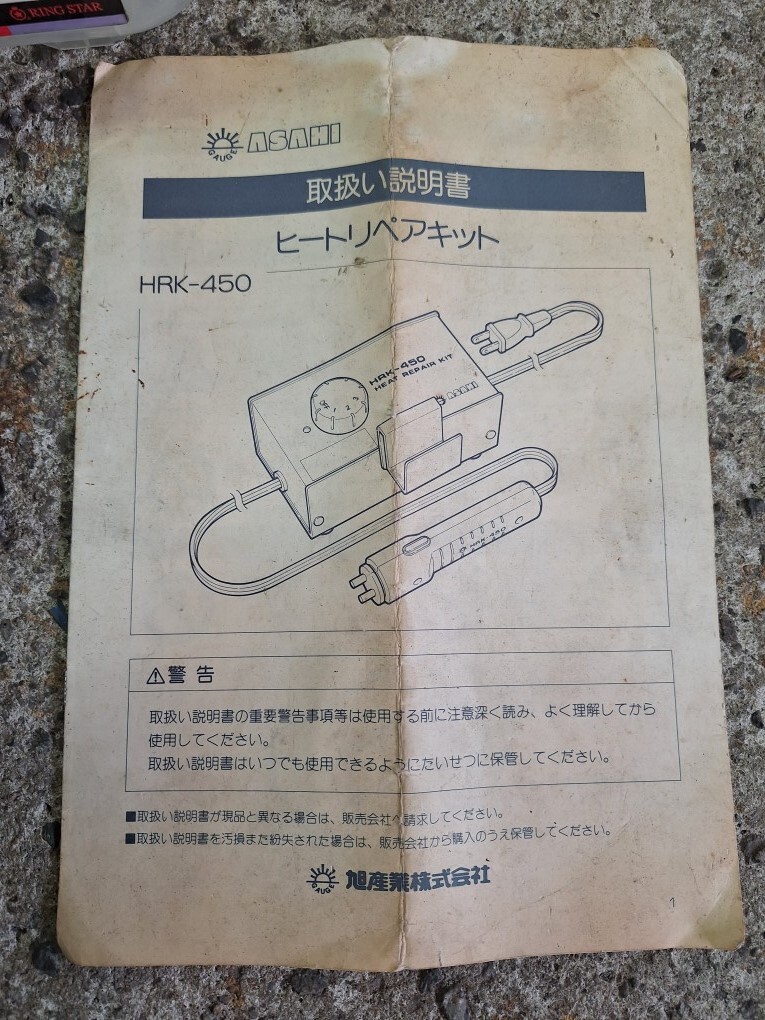 RING STAR
GAUGE ASAHI
取扱い説明書
ヒートリペアキット
HRK-450
HRK-450
HEAT REPAIR KIT
ASAHI
1 2 3
HRK-450
⚠警告
取扱い説明書の重要警告事項等は使用する前に注意深く読み、よく理解してから
使用してください。
取扱い説明書はいつでも使用できるようにたいせつに保管してください。
■取扱い説明書が現品と異なる場合は、販売会社へ請求してください。
■取扱い説明書を汚損また紛失された場合は、販売会社から購入のうえ保管してください。
GAUGE 旭産業株式会社
1